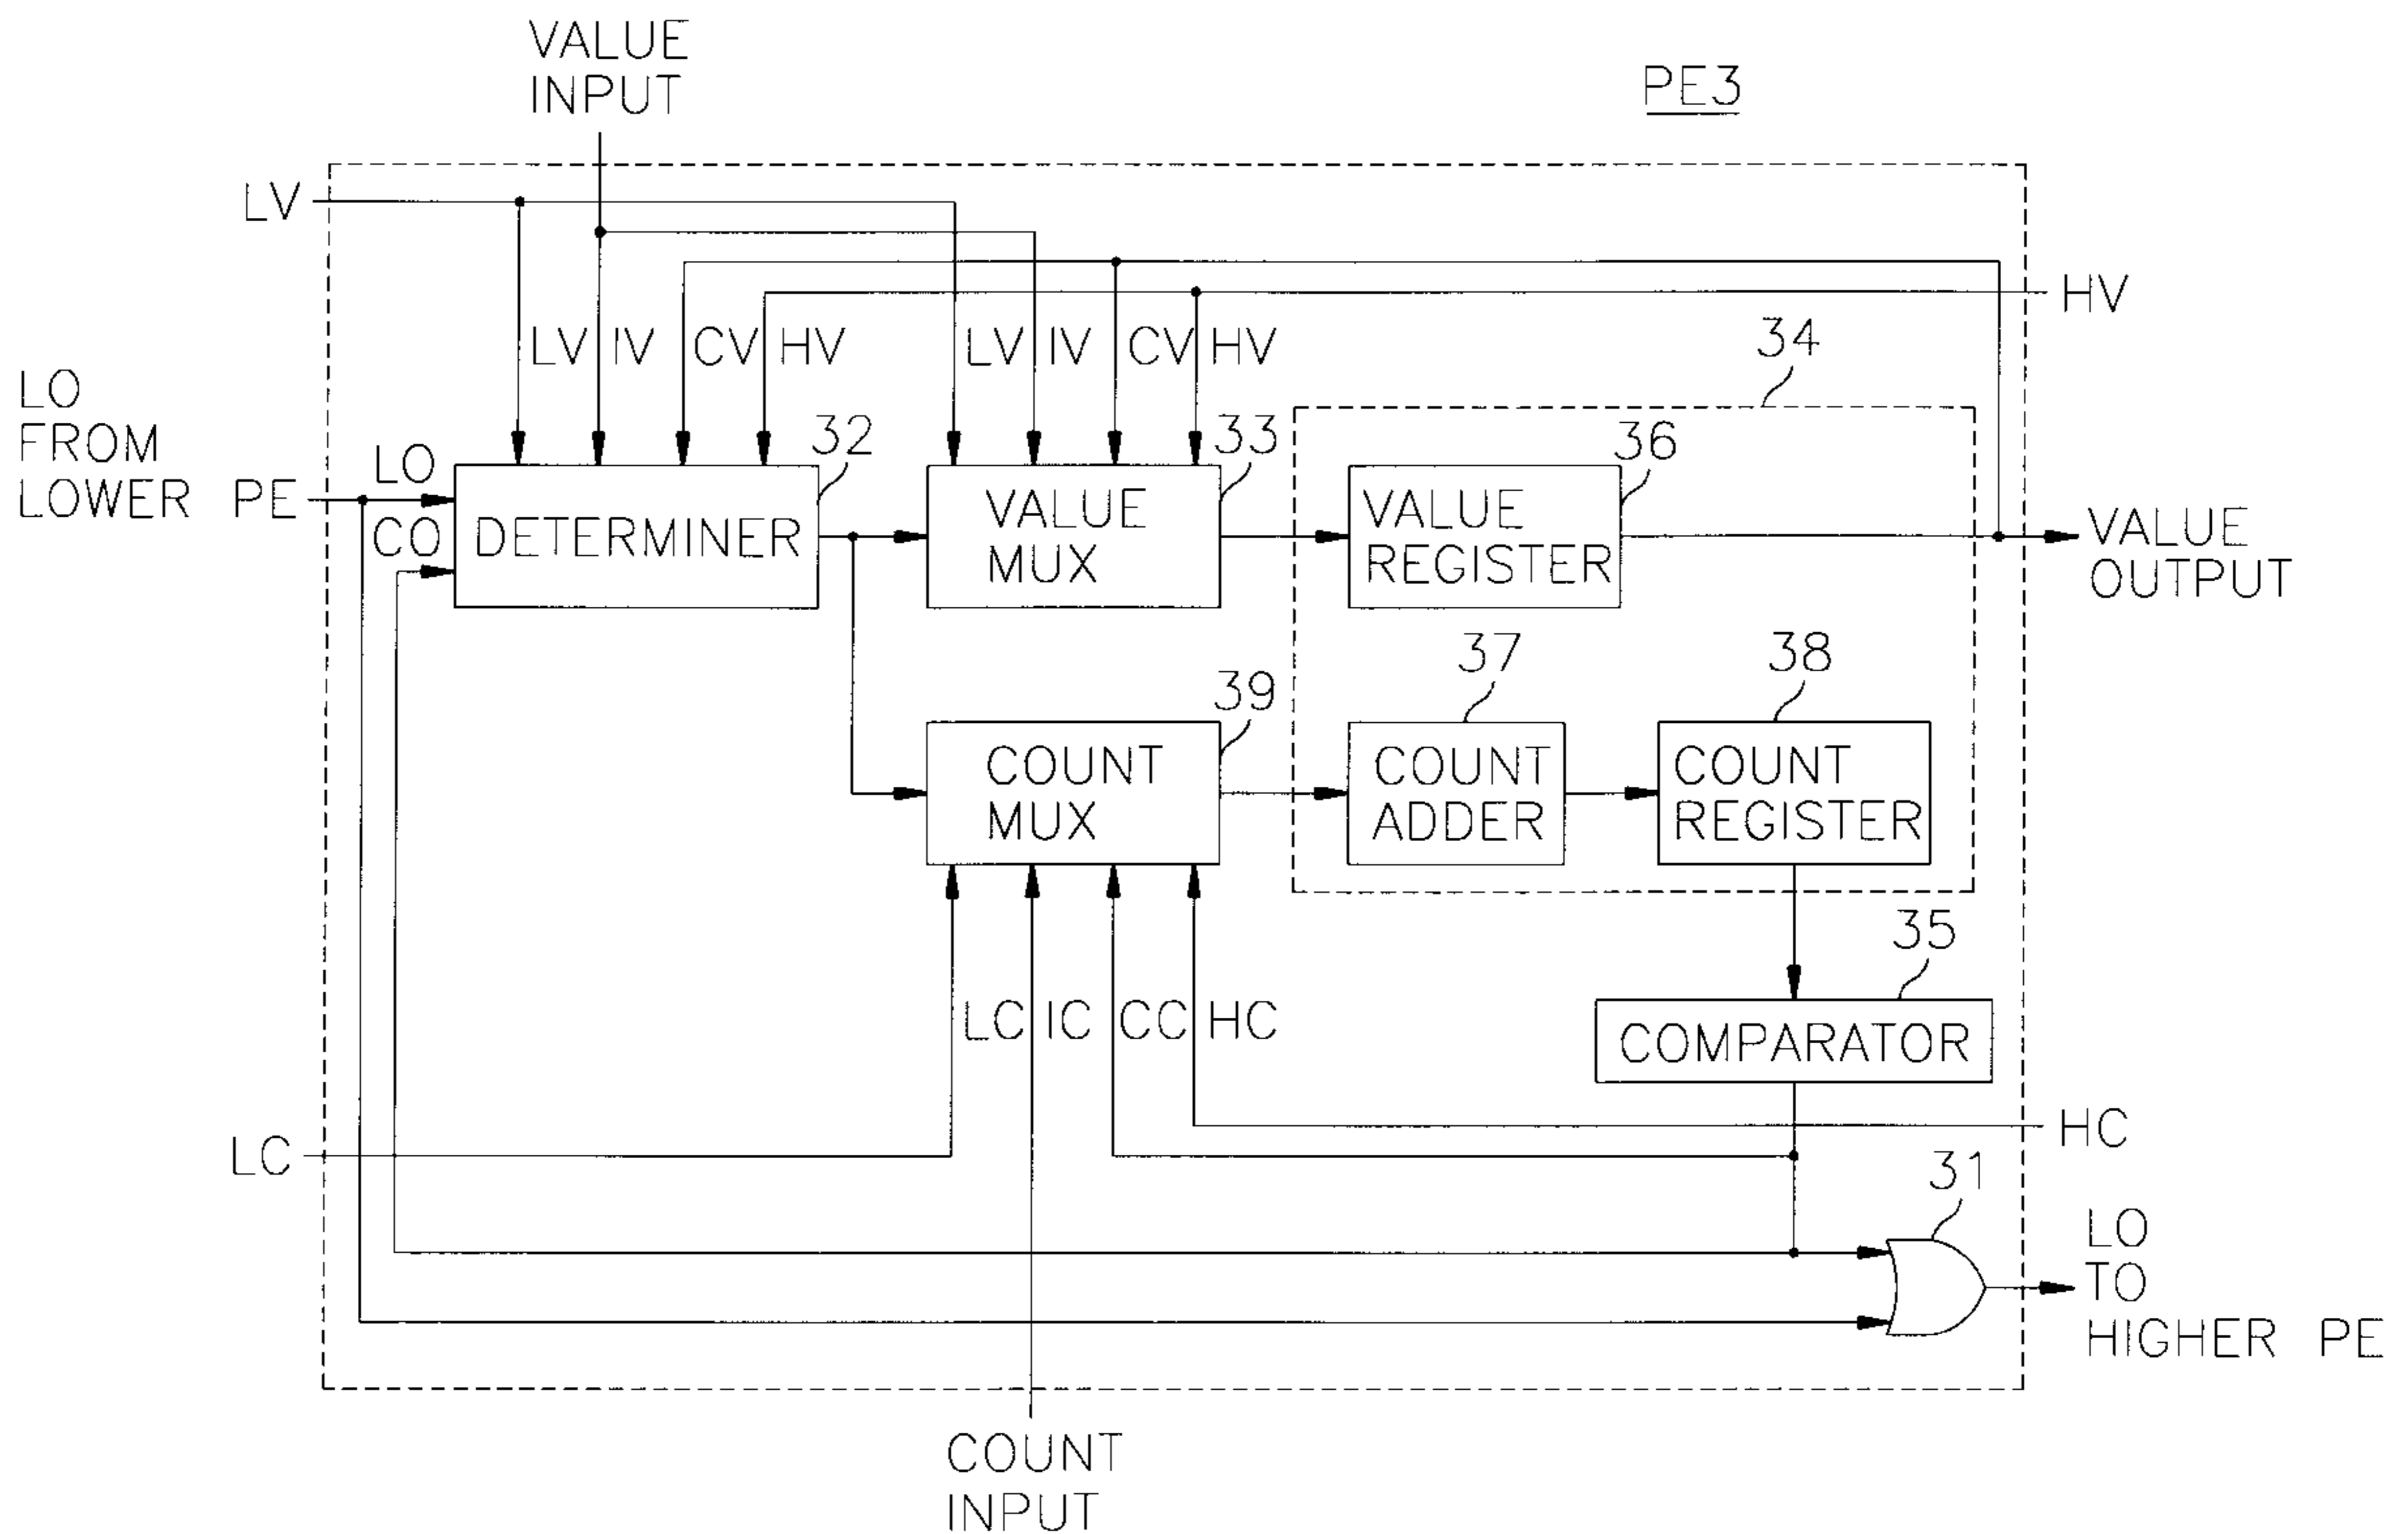 VALUE
INPUT
PE3
LV
HV
LV IV CV HV
LV IV CV HV
34
LO
FROM
LOWER PE
LO
CO
32
DETERMINER
33
VALUE
MUX
36
VALUE
REGISTER
VALUE
OUTPUT
39
COUNT
MUX
37
COUNT
ADDER
38
COUNT
REGISTER
35
COMPARATOR
LC IC CC HC
LC
HC
31
LO
TO
HIGHER PE
COUNT
INPUT